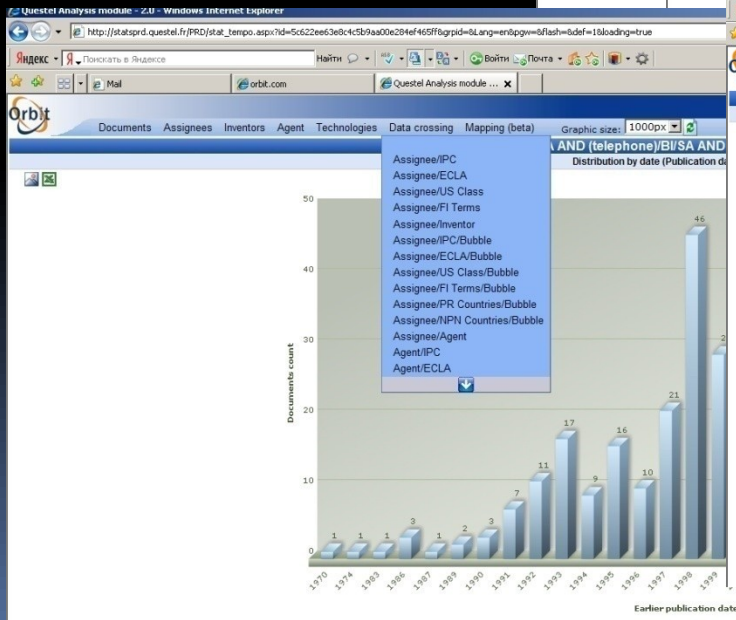 Questel Analysis module - 2.0 - Windows Internet Explorer
http://statsprd.questel.fr/PRD/stat_tempo.aspx?id=5c622ee63e8c4c5b9aa00e284ef465ff&grpid=&Lang=en&pgw=&flash=&def=1&loading=true
Яндекс Я Поискать в Яндексе Найти Войти Почта
Mail orbit.com Questel Analysis module ... X
Orbit
Documents Assignees Inventors Agent Technologies Data crossing Mapping (beta) Graphic size: 1000px
AND (telephone)/BI/SA AND
Distribution by date (Publication da
Assignee/IPC
Assignee/ECLA
Assignee/US Class
Assignee/FI Terms
Assignee/Inventor
Assignee/IPC/Bubble
Assignee/ECLA/Bubble
Assignee/US Class/Bubble
Assignee/FI Terms/Bubble
Assignee/PR Countries/Bubble
Assignee/NPN Countries/Bubble
Assignee/Agent
Agent/IPC
Agent/ECLA
Documents count
50
40
30
20
10
0
1 1 1 3 1 2 3 7 11 17 9 16 10 21 46 2
1970 1974 1983 1986 1987 1989 1990 1991 1992 1993 1994 1995 1996 1997 1998 1999
Earlier publication date